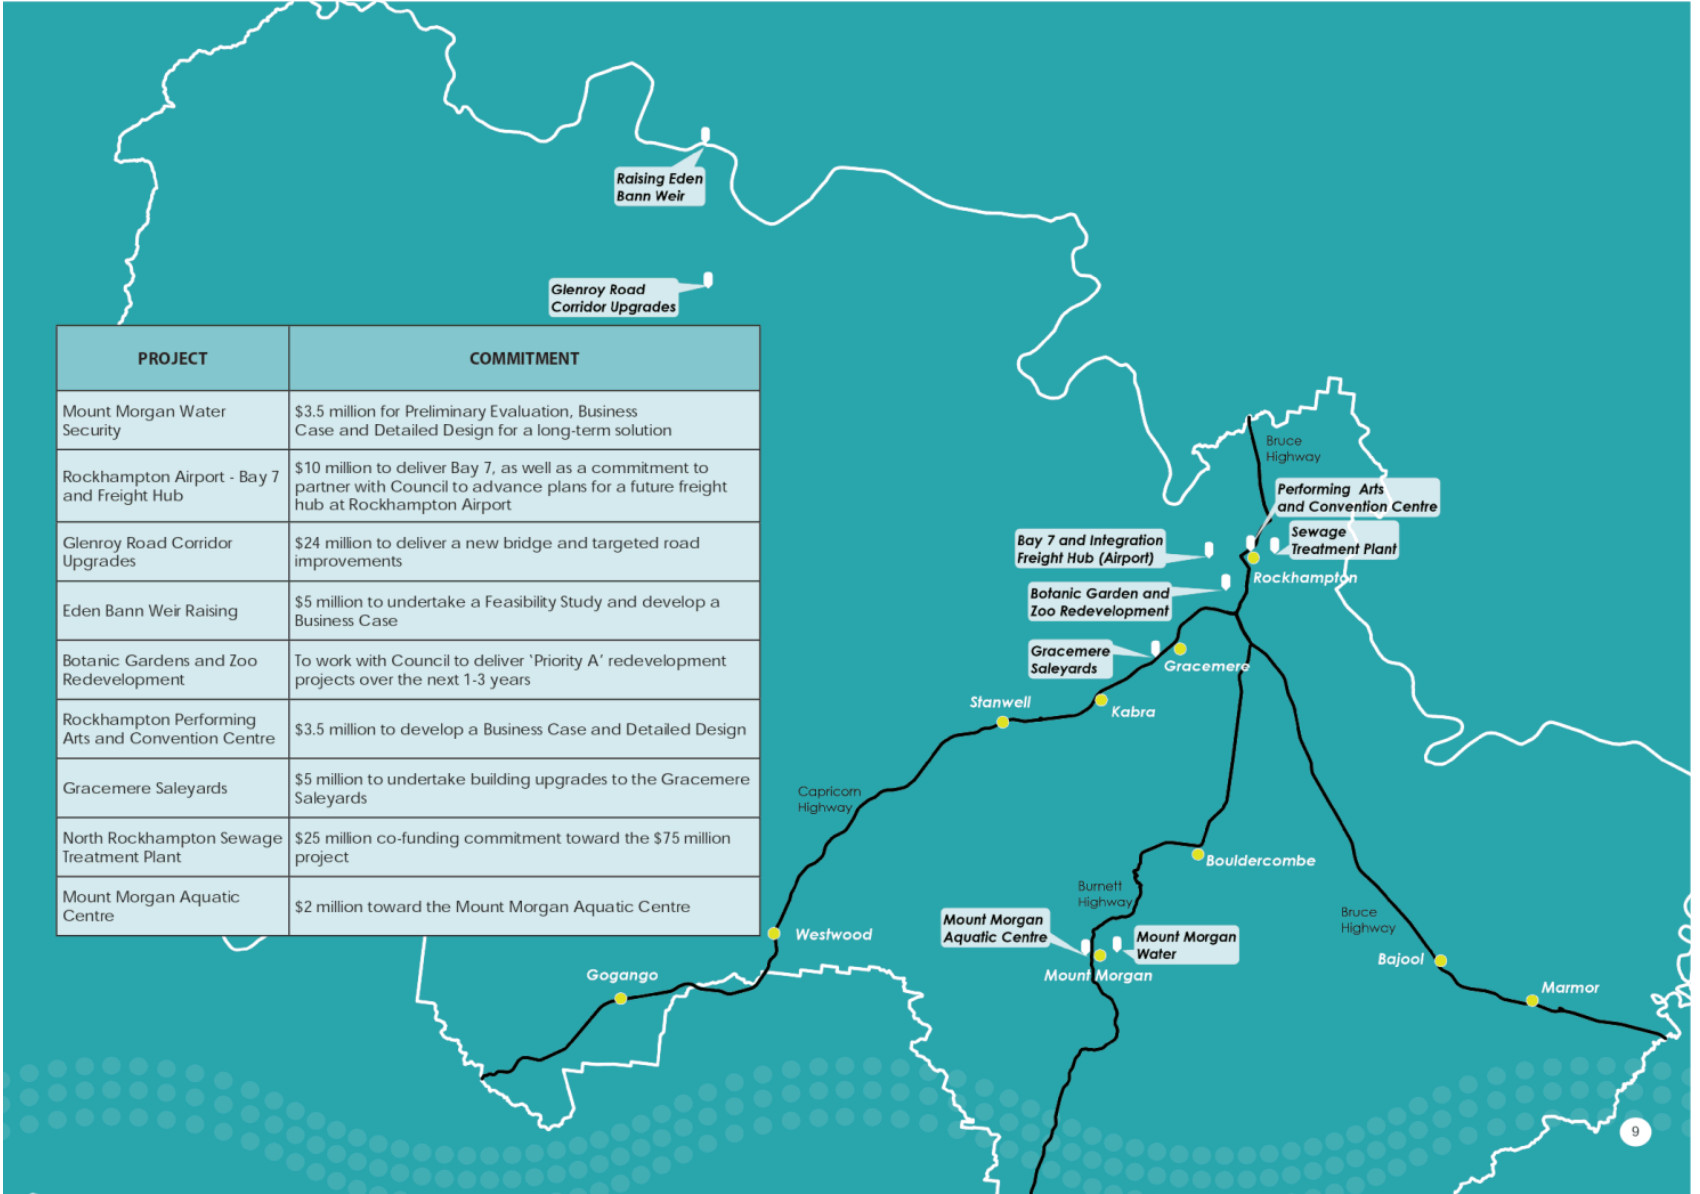 Raising Eden
Bann Weir
Glenroy Road
Corridor Upgrades
PROJECT
COMMITMENT
Mount Morgan Water
Security
$3.5 million for Preliminary Evaluation, Business
Case and Detailed Design for a long-term solution
Rockhampton Airport - Bay 7
and Freight Hub
$10 million to deliver Bay 7, as well as a commitment to
partner with Council to advance plans for a future freight
hub at Rockhampton Airport
Glenroy Road Corridor
Upgrades
$24 million to deliver a new bridge and targeted road
improvements
Eden Bann Weir Raising
$5 million to undertake a Feasibility Study and develop a
Business Case
Botanic Gardens and Zoo
Redevelopment
To work with Council to deliver ‘Priority A’ redevelopment
projects over the next 1-3 years
Rockhampton Performing
Arts and Convention Centre
$3.5 million to develop a Business Case and Detailed Design
Gracemere Saleyards
$5 million to undertake building upgrades to the Gracemere
Saleyards
North Rockhampton Sewage
Treatment Plant
$25 million co-funding commitment toward the $75 million
project
Mount Morgan Aquatic
Centre
$2 million toward the Mount Morgan Aquatic Centre
Bruce
Highway
Performing Arts
and Convention Centre
Sewage
Treatment Plant
Bay 7 and Integration
Freight Hub (Airport)
Rockhampton
Botanic Garden and
Zoo Redevelopment
Gracemere
Saleyards
Gracemere
Stanwell
Kabra
Capricorn
Highway
Bouldercombe
Burnett
Highway
Mount Morgan
Aquatic Centre
Mount Morgan
Water
Mount Morgan
Bruce
Highway
Bajool
Marmor
Westwood
Gogango
9